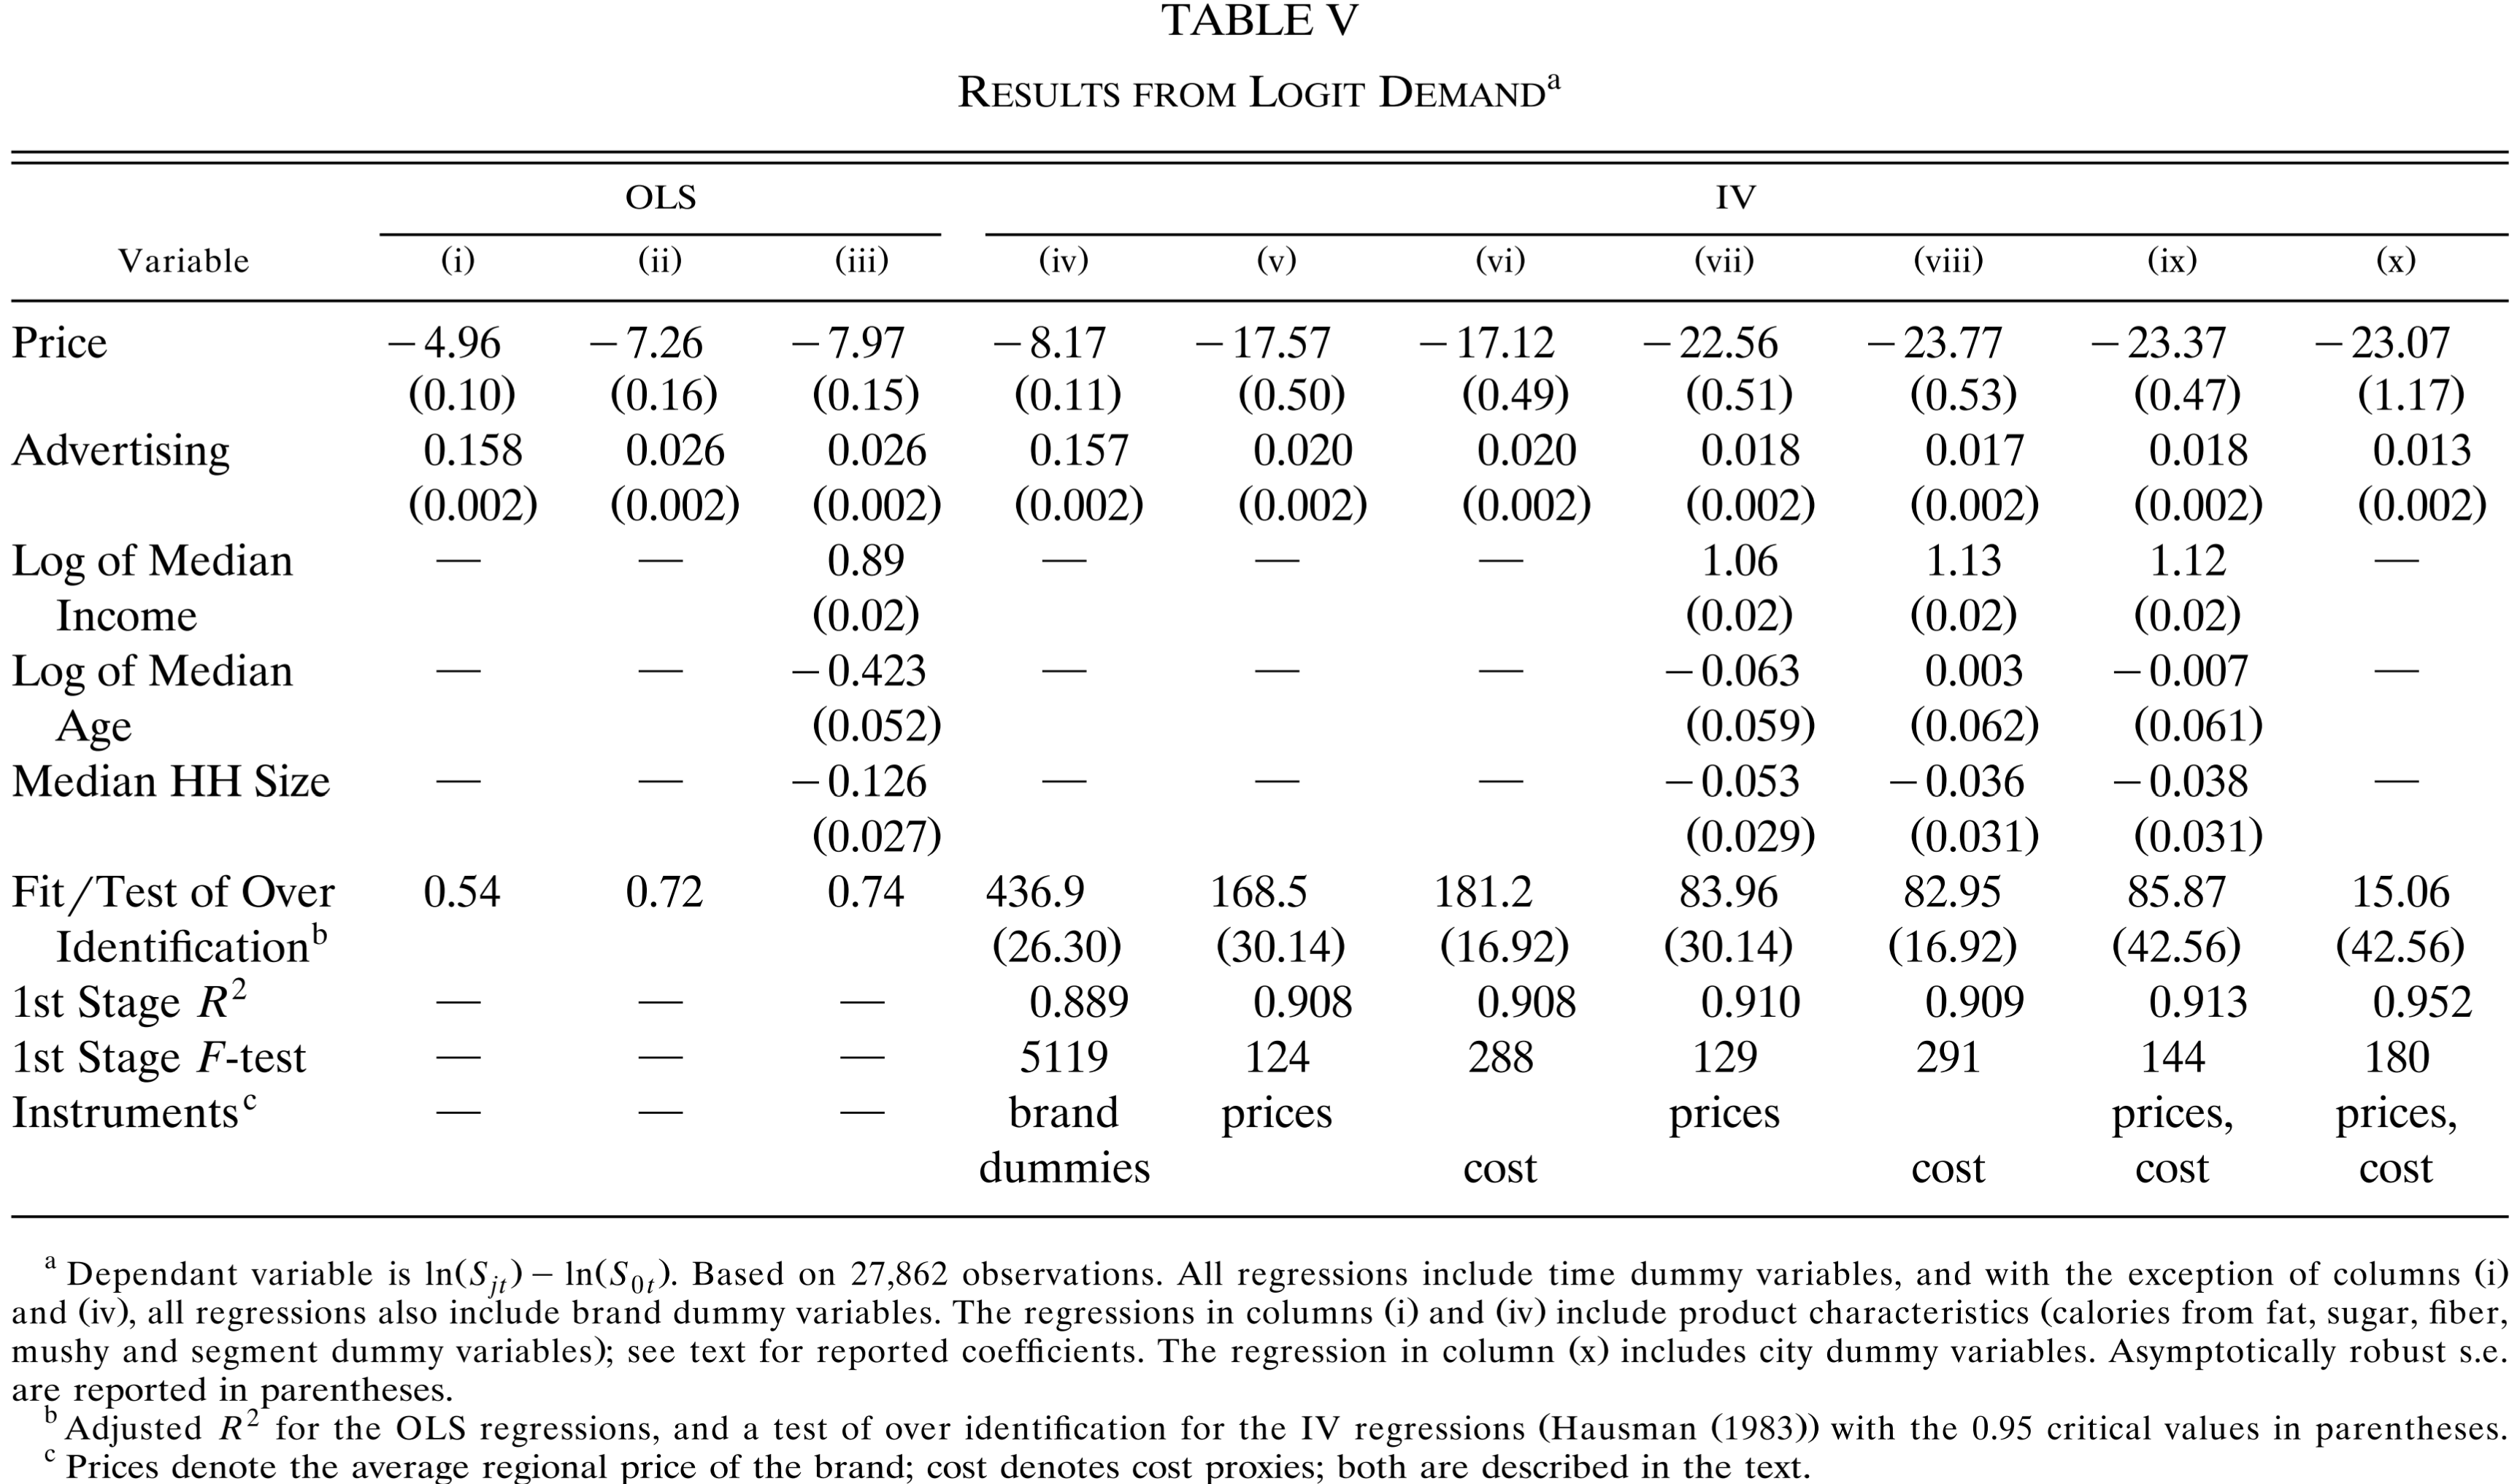 TABLE V
RESULTS FROM LOGIT DEMANDᵃ
OLS IV
Variable (i) (ii) (iii) (iv) (v) (vi) (vii) (viii) (ix) (x)
Price −4.96 −7.26 −7.97 −8.17 −17.57 −17.12 −22.56 −23.77 −23.37 −23.07
(0.10) (0.16) (0.15) (0.11) (0.50) (0.49) (0.51) (0.53) (0.47) (1.17)
Advertising 0.158 0.026 0.026 0.157 0.020 0.020 0.018 0.017 0.018 0.013
(0.002) (0.002) (0.002) (0.002) (0.002) (0.002) (0.002) (0.002) (0.002) (0.002)
Log of Median — — 0.89 — — — 1.06 1.13 1.12 —
Income (0.02) (0.02) (0.02) (0.02)
Log of Median — — −0.423 — — — −0.063 0.003 −0.007 —
Age (0.052) (0.059) (0.062) (0.061)
Median HH Size — — −0.126 — — — −0.053 −0.036 −0.038 —
(0.027) (0.029) (0.031) (0.031)
Fit/Test of Over 0.54 0.72 0.74 436.9 168.5 181.2 83.96 82.95 85.87 15.06
Identificationᵇ (26.30) (30.14) (16.92) (30.14) (16.92) (42.56) (42.56)
1st Stage R² — — — 0.889 0.908 0.908 0.910 0.909 0.913 0.952
1st Stage F-test — — — 5119 124 288 129 291 144 180
Instrumentsᶜ — — — brand prices prices prices, prices,
dummies cost cost cost cost
ᵃ Dependant variable is ln(Sⱼₜ) − ln(S₀ₜ). Based on 27,862 observations. All regressions include time dummy variables, and with the exception of columns (i)
and (iv), all regressions also include brand dummy variables. The regressions in columns (i) and (iv) include product characteristics (calories from fat, sugar, fiber,
mushy and segment dummy variables); see text for reported coefficients. The regression in column (x) includes city dummy variables. Asymptotically robust s.e.
are reported in parentheses.
ᵇ Adjusted R² for the OLS regressions, and a test of over identification for the IV regressions (Hausman (1983)) with the 0.95 critical values in parentheses.
ᶜ Prices denote the average regional price of the brand; cost denotes cost proxies; both are described in the text.